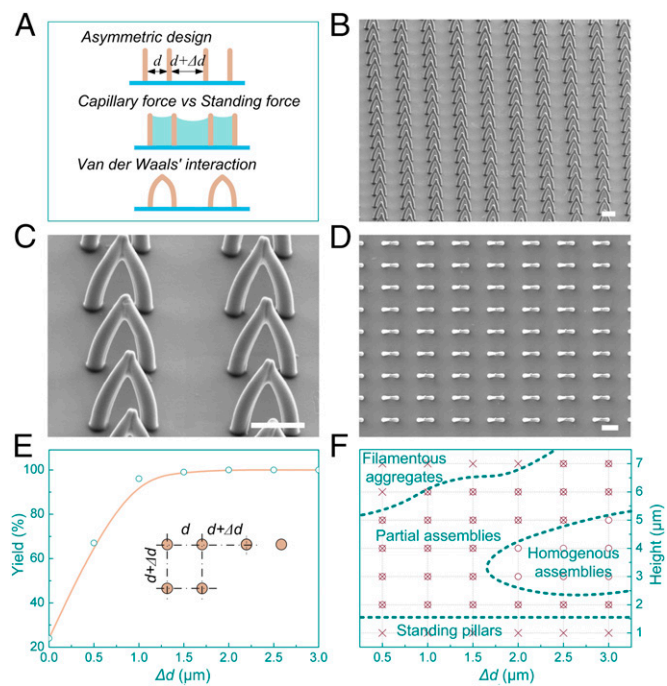 A
Asymmetric design
d
d+Δd
Capillary force vs Standing force
Van der Waals' interaction
B
C
D
E
Yield (%)
100
80
60
40
20
d
d+Δd
d+Δd
0.0
0.5
1.0
1.5
2.0
2.5
3.0
Δd (μm)
F
Filamentous
aggregates
Partial assemblies
Homogenous
assemblies
Standing pillars
7
6
5
4
3
2
1
Height (μm)
0.5
1.0
1.5
2.0
2.5
3.0
Δd (μm)